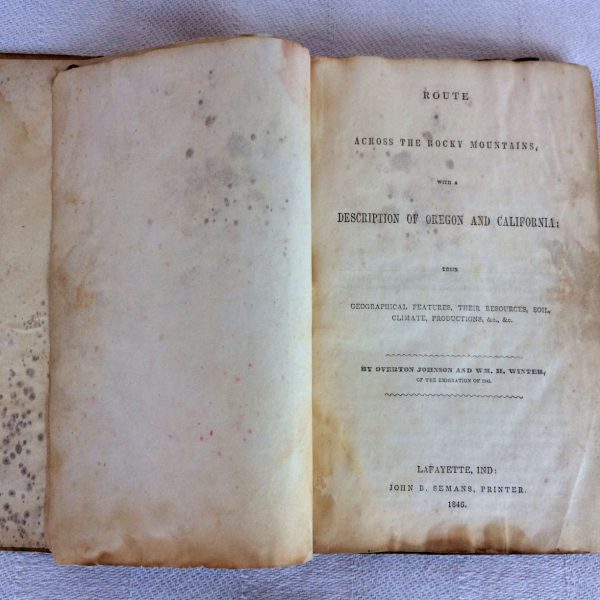 ROUTE
ACROSS THE ROCKY MOUNTAINS,
WITH A
DESCRIPTION OF OREGON AND CALIFORNIA;
THEIR
GEOGRAPHICAL FEATURES, THEIR RESOURCES, SOIL,
CLIMATE, PRODUCTIONS, &c., &c.
BY OVERTON JOHNSON AND WM. H. WINTER,
OF THE EMIGRATION OF 1843.
LAFAYETTE, IND:
JOHN B. SEMANS, PRINTER.
1846.